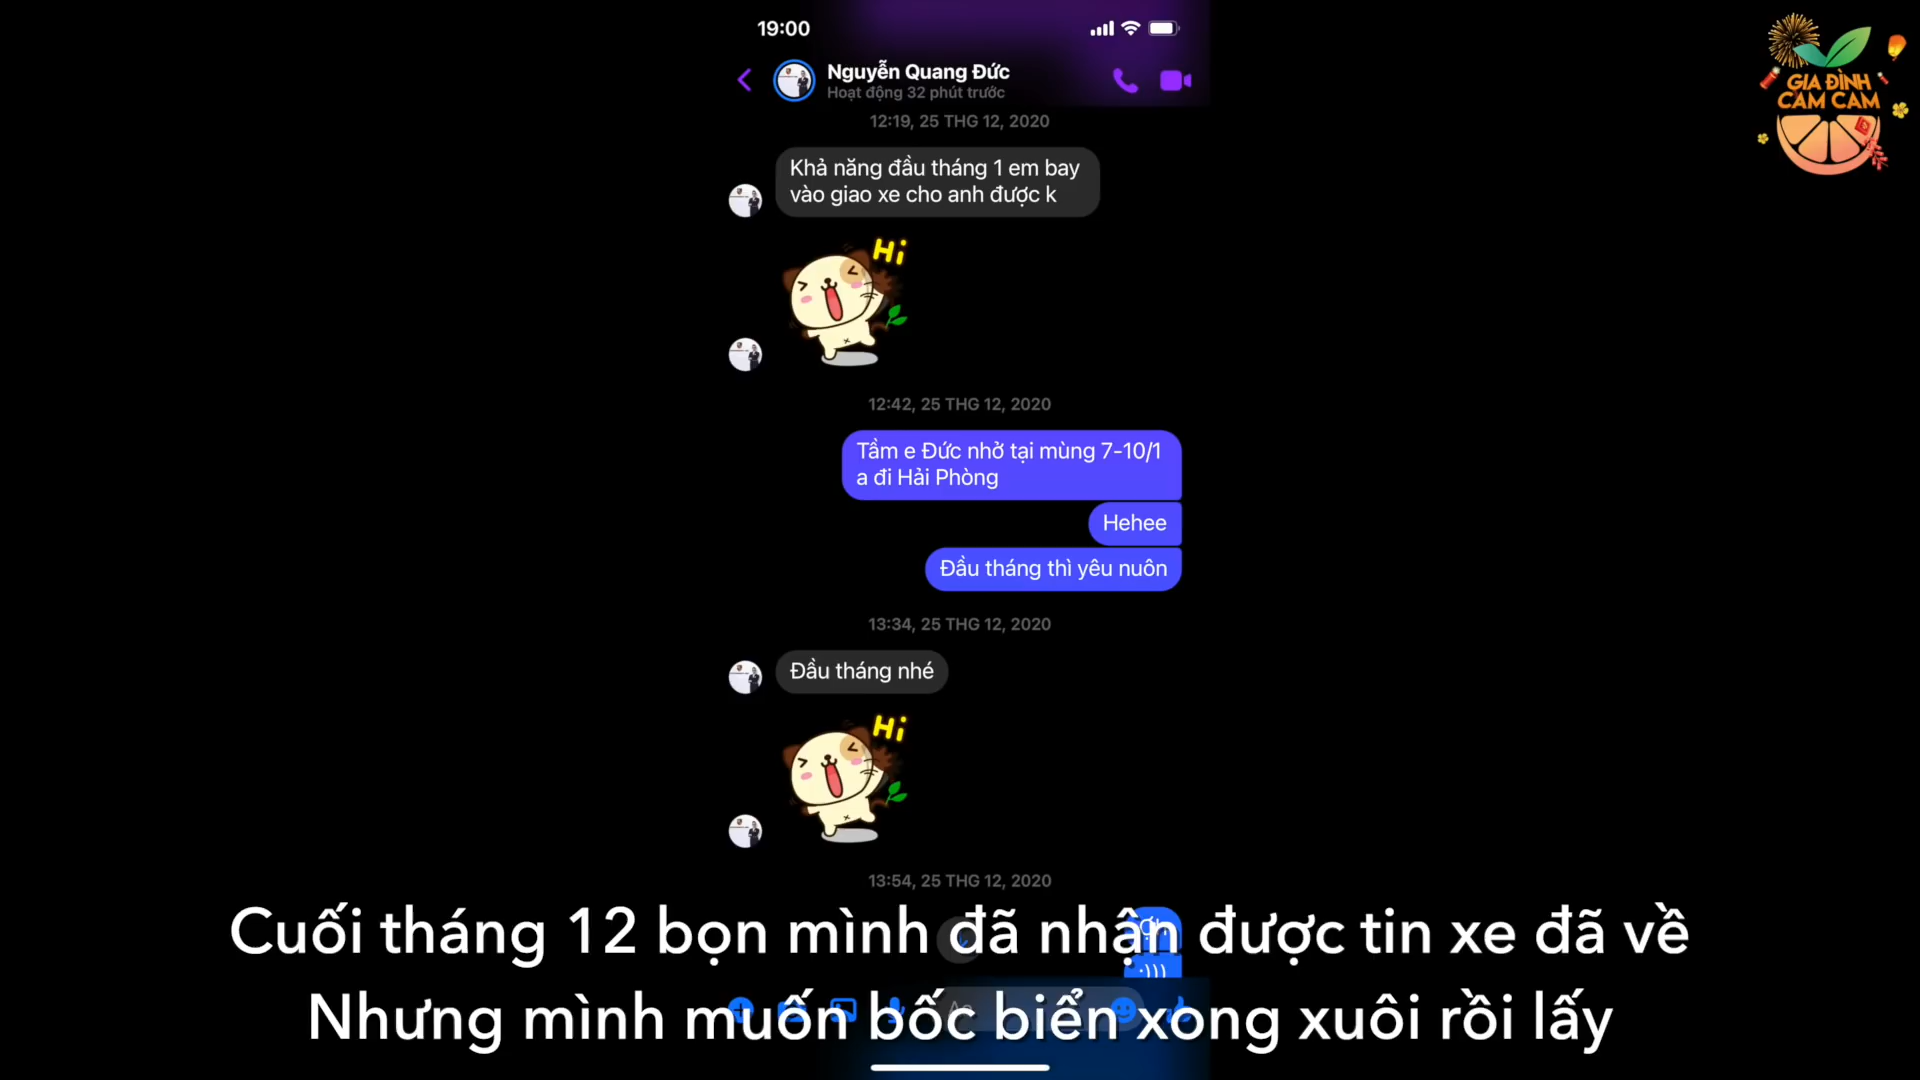 19:00
Nguyễn Quang Đức
Hoạt động 32 phút trước
12:19, 25 THG 12, 2020
Khả năng đầu tháng 1 em bay
vào giao xe cho anh được k
Hi
12:42, 25 THG 12, 2020
Tầm e Đức nhở tại mùng 7-10/1
a đi Hải Phòng
Hehee
Đầu tháng thì yêu nuôn
13:34, 25 THG 12, 2020
Đầu tháng nhé
Hi
13:54, 25 THG 12, 2020
:)))
Aa
Cuối tháng 12 bọn mình đã nhận được tin xe đã về
Nhưng mình muốn bốc biển xong xuôi rồi lấy
GIA ĐÌNH
CAM CAM